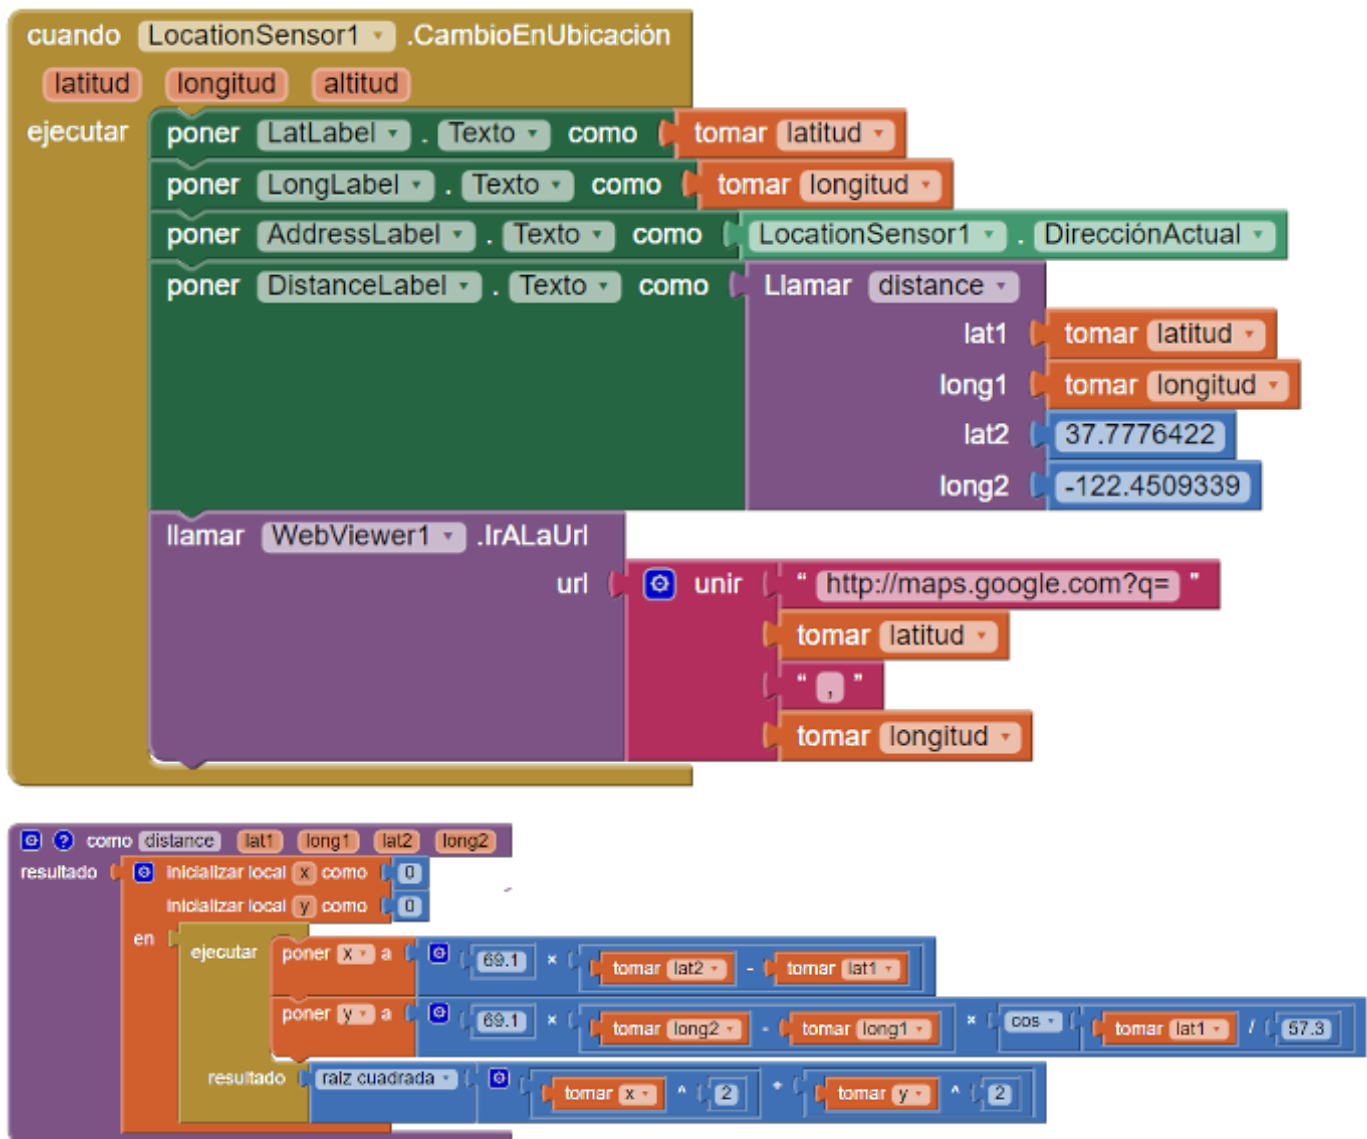 cuando LocationSensor1 .CambioEnUbicación
latitud longitud altitud
ejecutar poner LatLabel . Texto como tomar latitud
poner LongLabel . Texto como tomar longitud
poner AddressLabel . Texto como LocationSensor1 . DirecciónActual
poner DistanceLabel . Texto como Llamar distance
lat1 tomar latitud
long1 tomar longitud
lat2 37.7776422
long2 -122.4509339
llamar WebViewer1 .IrALaUrl
url unir " http://maps.google.com?q= "
tomar latitud
" , "
tomar longitud
? como distance lat1 long1 lat2 long2
resultado inicializar local x como 0
inicializar local y como 0
en
ejecutar poner x a 69.1 × tomar lat2 - tomar lat1
poner y a 69.1 × tomar long2 - tomar long1 × cos tomar lat1 / 57.3
resultado raíz cuadrada tomar x ^ 2 + tomar y ^ 2